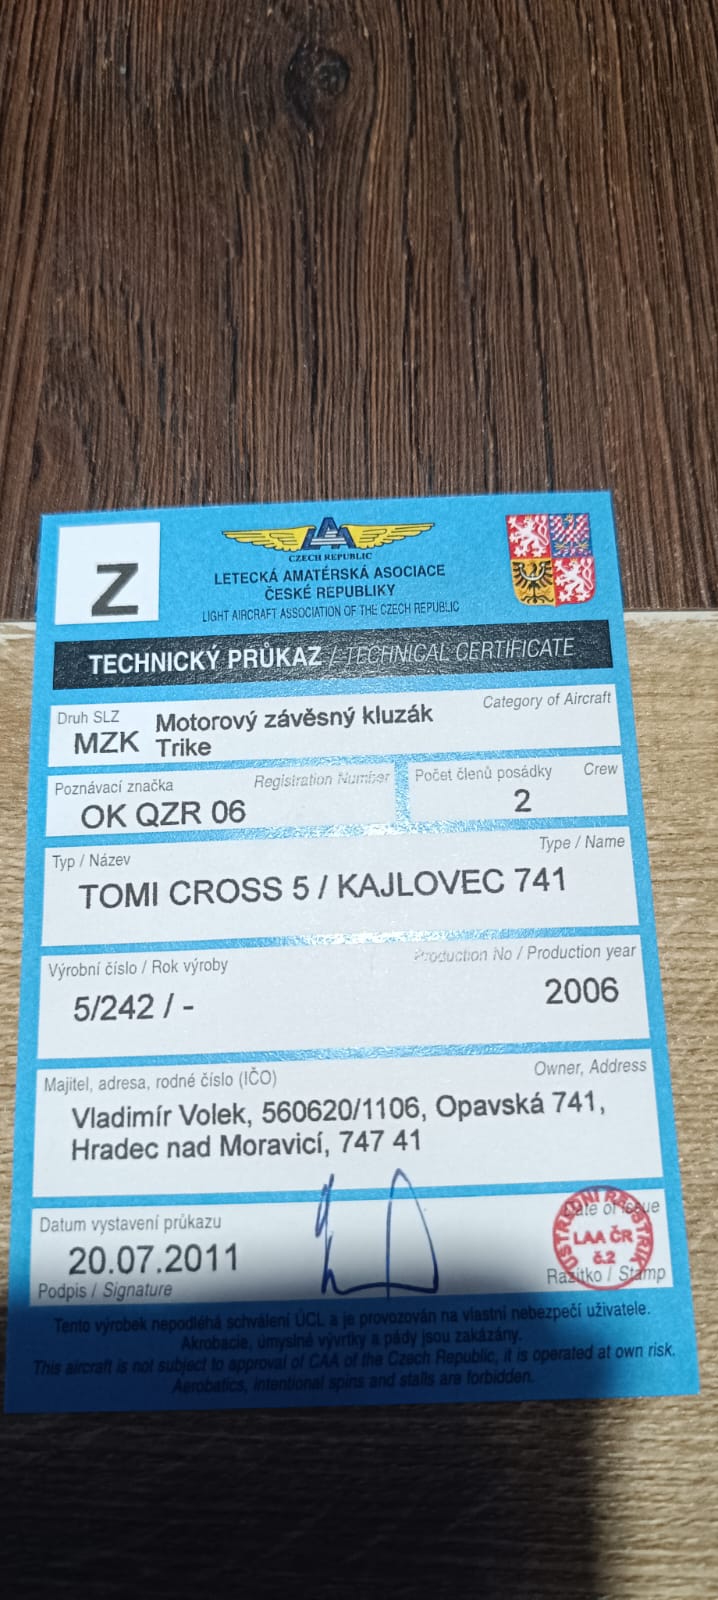 Z
LAA
CZECH REPUBLIC
LETECKÁ AMATÉRSKÁ ASOCIACE
ČESKÉ REPUBLIKY
LIGHT AIRCRAFT ASSOCIATION OF THE CZECH REPUBLIC
TECHNICKÝ PRŮKAZ / TECHNICAL CERTIFICATE
Druh SLZ
Category of Aircraft
MZK Motorový závěsný kluzák
Trike
Poznávací značka
Registration Number
OK QZR 06
Počet členů posádky
Crew
2
Typ / Název
Type / Name
TOMI CROSS 5 / KAJLOVEC 741
Výrobní číslo / Rok výroby
Production No / Production year
5/242 / -
2006
Majitel, adresa, rodné číslo (IČO)
Owner, Address
Vladimír Volek, 560620/1106, Opavská 741,
Hradec nad Moravicí, 747 41
Datum vystavení průkazu
Date of issue
20.07.2011
Podpis / Signature
ÚSTŘEDNÍ REJSTŘÍK
LAA ČR
č.2
Razítko / Stamp
Tento výrobek nepodléhá schválení ÚCL a je provozován na vlastní nebezpečí uživatele.
Akrobacie, úmyslné vývrtky a pády jsou zakázány.
This aircraft is not subject to approval of CAA of the Czech Republic, it is operated at own risk.
Aerobatics, intentional spins and stalls are forbidden.